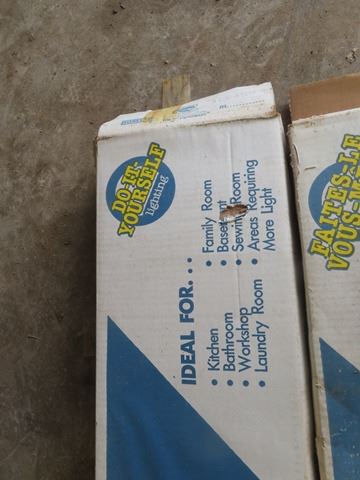 DO-IT-
YOURSELF
lighting
IDEAL FOR. . .
• Kitchen
• Bathroom
• Workshop
• Laundry Room
• Family Room
• Basement
• Sewing Room
• Areas Requiring
More Light
FAITES-LE
VOUS-